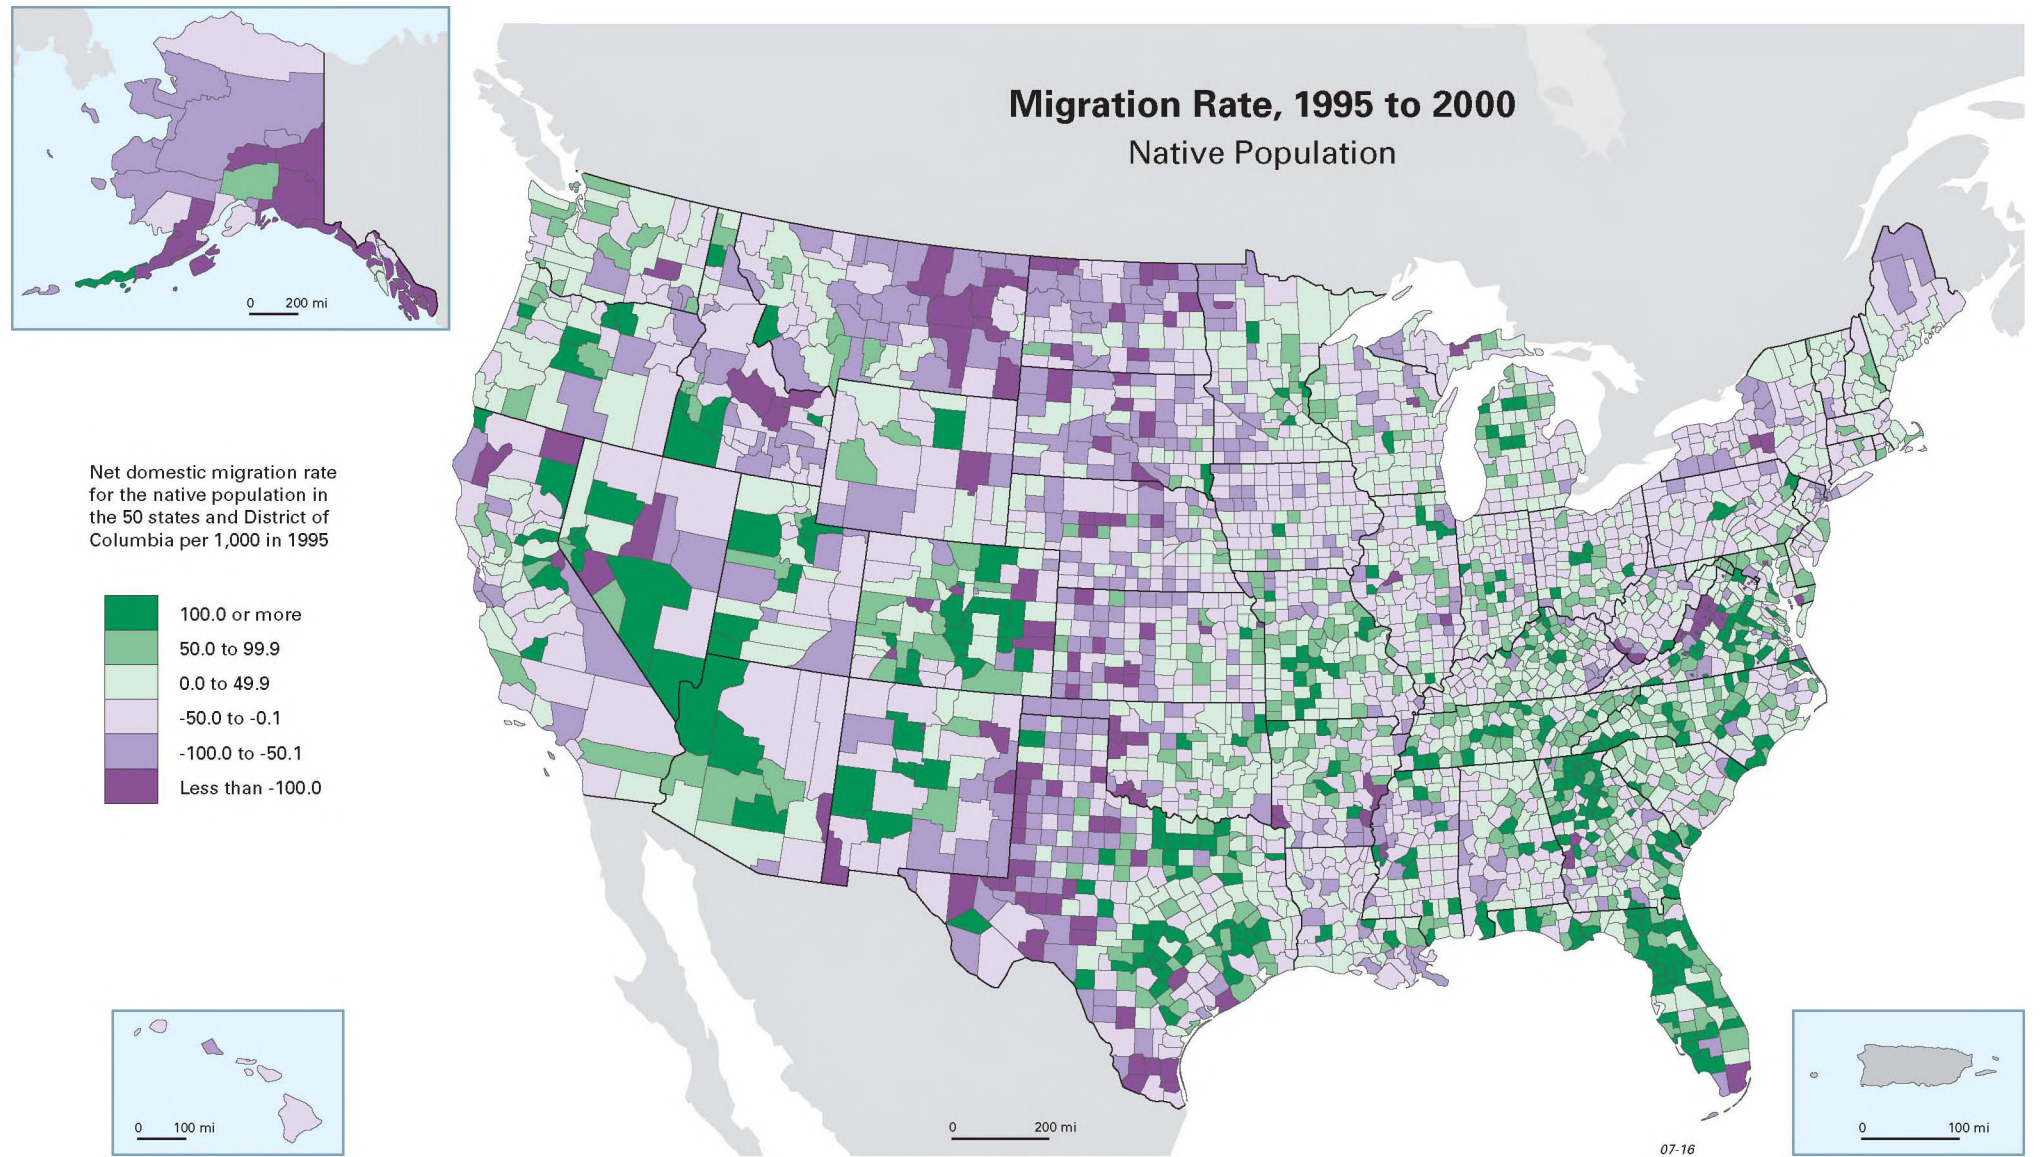 Migration Rate, 1995 to 2000
Native Population
0 200 mi
Net domestic migration rate
for the native population in
the 50 states and District of
Columbia per 1,000 in 1995
100.0 or more
50.0 to 99.9
0.0 to 49.9
-50.0 to -0.1
-100.0 to -50.1
Less than -100.0
0 100 mi
0 200 mi
0 100 mi
07-16